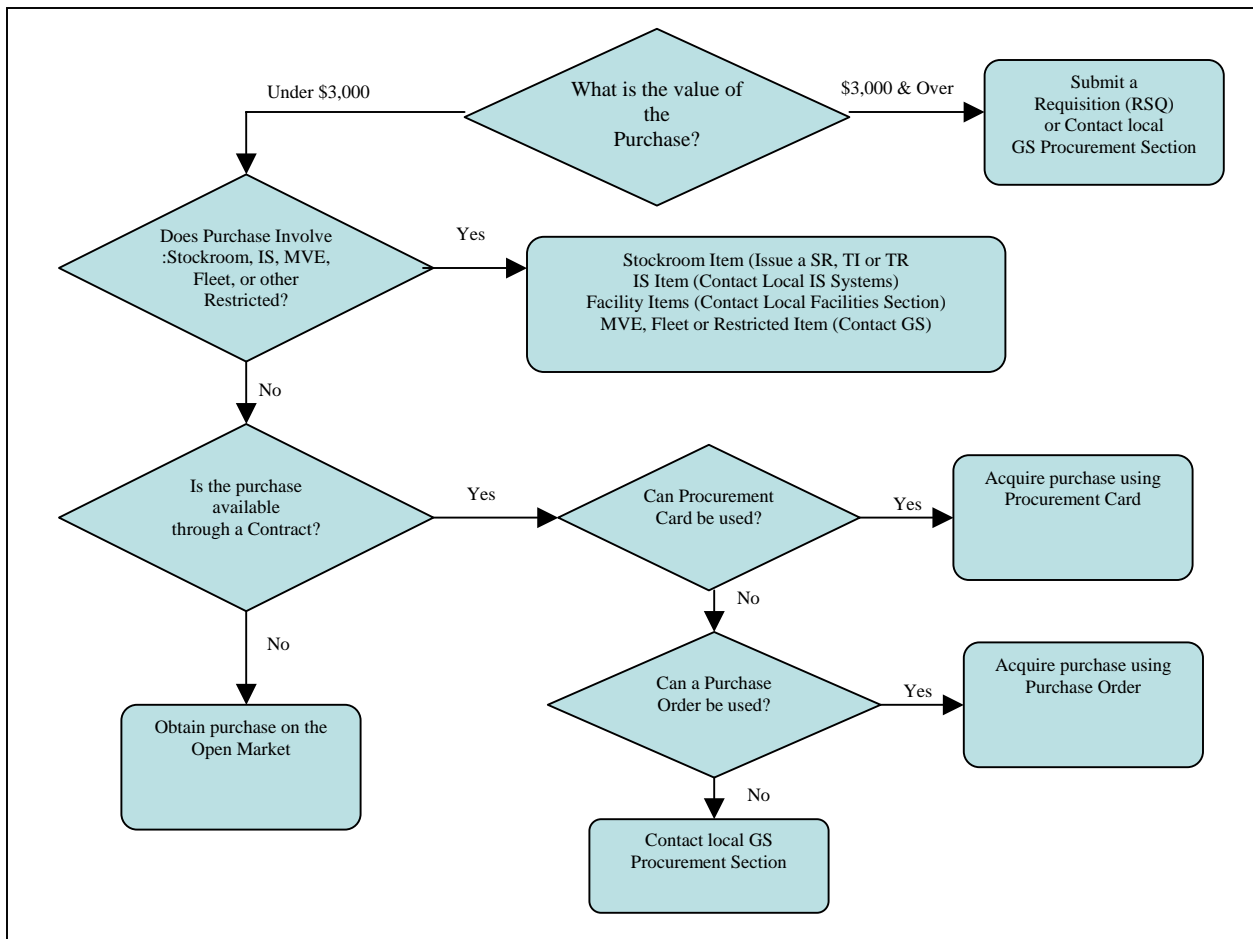 Under $3,000
What is the value of
the
Purchase?
$3,000 & Over
Submit a
Requisition (RSQ)
or Contact local
GS Procurement Section
Does Purchase Involve
:Stockroom, IS, MVE,
Fleet, or other
Restricted?
Yes
Stockroom Item (Issue a SR, TI or TR
IS Item (Contact Local IS Systems)
Facility Items (Contact Local Facilities Section)
MVE, Fleet or Restricted Item (Contact GS)
No
Is the purchase
available
through a Contract?
Yes
Can Procurement
Card be used?
Yes
Acquire purchase using
Procurement Card
No
No
Can a Purchase
Order be used?
Yes
Acquire purchase using
Purchase Order
Obtain purchase on the
Open Market
No
Contact local GS
Procurement Section